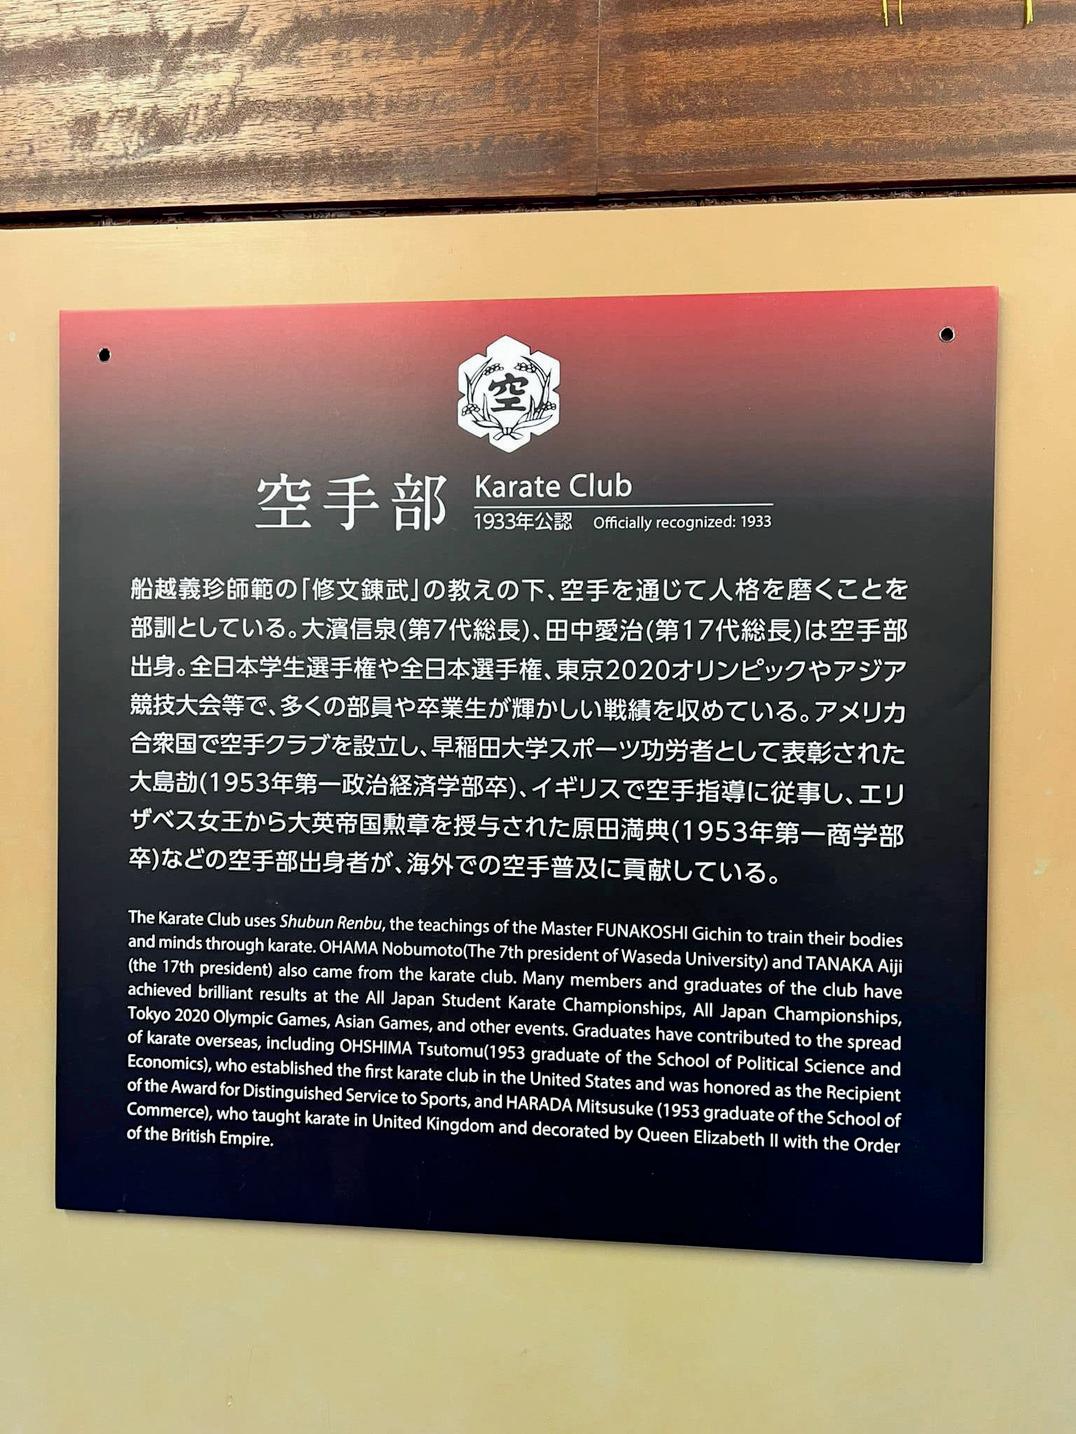 空
空手部
Karate Club
1933年公認 Officially recognized: 1933
船越義珍師範の「修文錬武」の教えの下、空手を通じて人格を磨くことを
部訓としている。大濱信泉(第7代総長)、田中愛治(第17代総長)は空手部
出身。全日本学生選手権や全日本選手権、東京2020オリンピックやアジア
競技大会等で、多くの部員や卒業生が輝かしい戦績を収めている。アメリカ
合衆国で空手クラブを設立し、早稲田大学スポーツ功労者として表彰された
大島劼(1953年第一政治経済学部卒)、イギリスで空手指導に従事し、エリ
ザベス女王から大英帝国勲章を授与された原田満典(1953年第一商学部
卒)などの空手部出身者が、海外での空手普及に貢献している。
The Karate Club uses Shubun Renbu, the teachings of the Master FUNAKOSHI Gichin to train their bodies
and minds through karate. OHAMA Nobumoto(The 7th president of Waseda University) and TANAKA Aiji
(the 17th president) also came from the karate club. Many members and graduates of the club have
achieved brilliant results at the All Japan Student Karate Championships, All Japan Championships,
Tokyo 2020 Olympic Games, Asian Games, and other events. Graduates have contributed to the spread
of karate overseas, including OHSHIMA Tsutomu(1953 graduate of the School of Political Science and
Economics), who established the first karate club in the United States and was honored as the Recipient
of the Award for Distinguished Service to Sports, and HARADA Mitsusuke (1953 graduate of the School of
Commerce), who taught karate in United Kingdom and decorated by Queen Elizabeth II with the Order
of the British Empire.